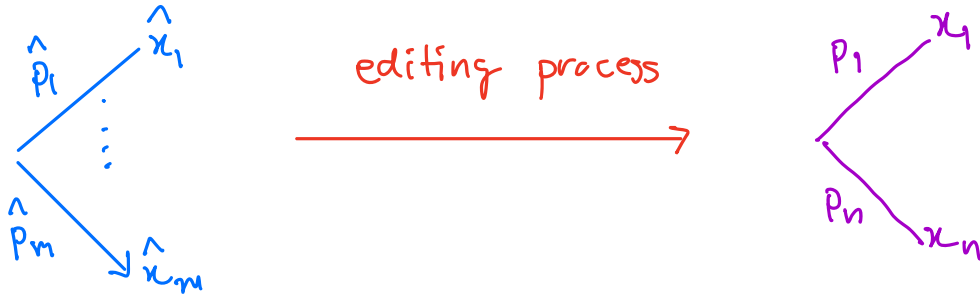 p̂₁ x̂₁
p̂ₘ x̂ₘ
editing process
p₁ x₁
pₙ xₙ